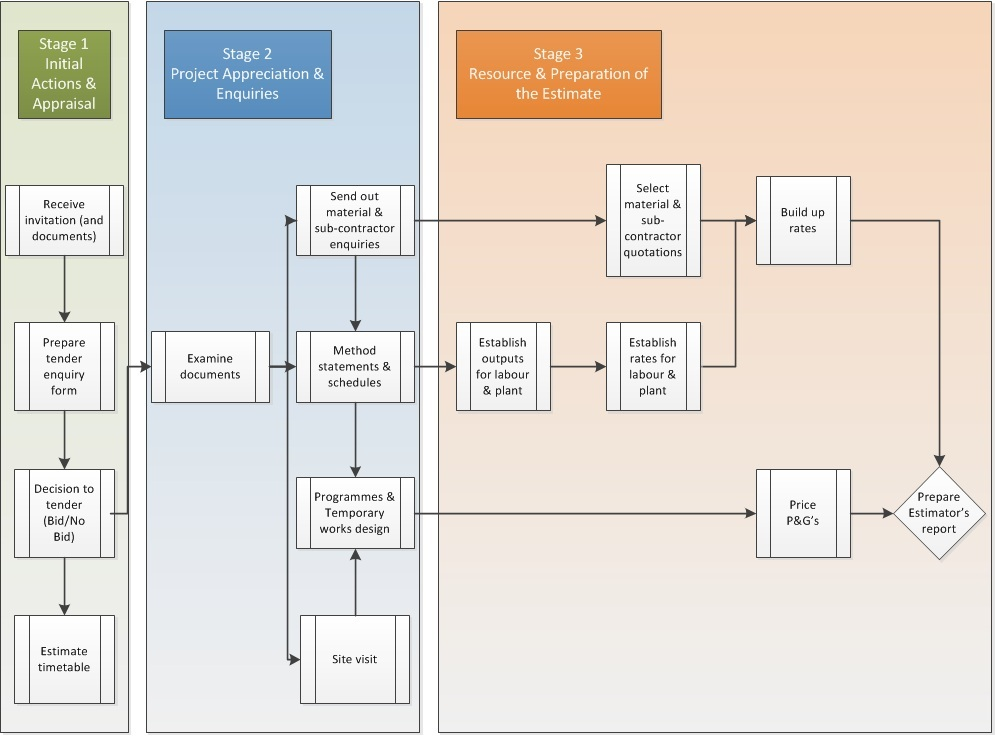 Stage 1
Initial
Actions &
Appraisal
Receive
invitation (and
documents)
Prepare
tender
enquiry
form
Decision to
tender
(Bid/No
Bid)
Estimate
timetable
Stage 2
Project Appreciation &
Enquiries
Examine
documents
Send out
material &
sub-contractor
enquiries
Method
statements &
schedules
Programmes &
Temporary
works design
Site visit
Stage 3
Resource & Preparation of
the Estimate
Select
material &
sub-
contractor
quotations
Build up
rates
Establish
outputs
for labour
& plant
Establish
rates for
labour &
plant
Price
P&G's
Prepare
Estimator's
report